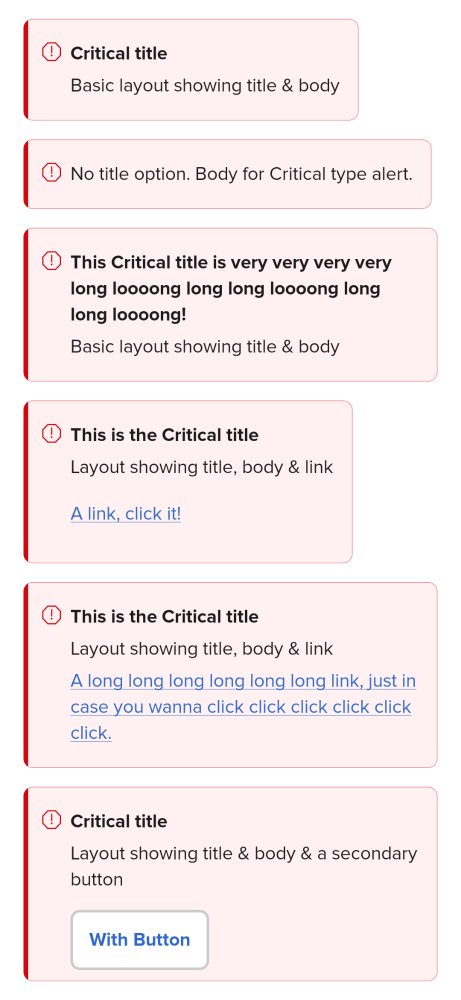 Critical title
Basic layout showing title & body
No title option. Body for Critical type alert.
This Critical title is very very very very
long loooong long long loooong long
long loooong!
Basic layout showing title & body
This is the Critical title
Layout showing title, body & link
A link, click it!
This is the Critical title
Layout showing title, body & link
A long long long long long long link, just in
case you wanna click click click click click
click.
Critical title
Layout showing title & body & a secondary
button
With Button